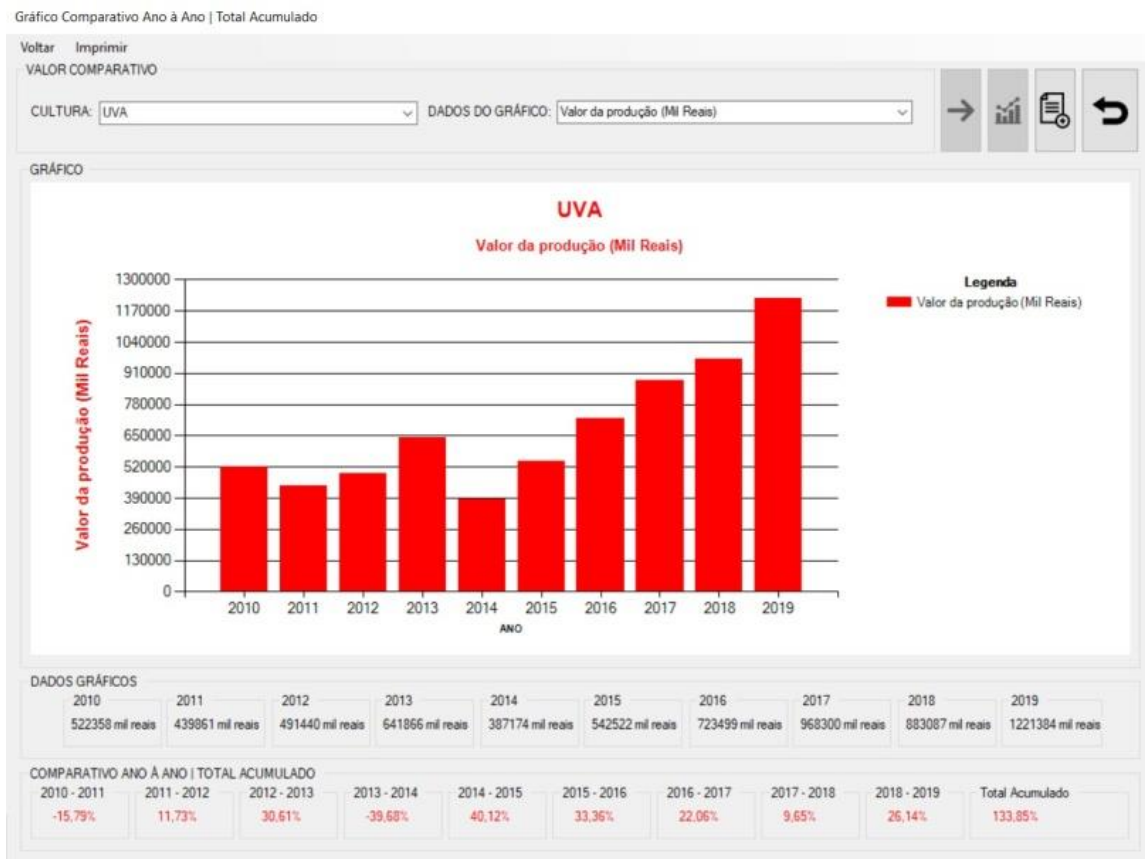 Gráfico Comparativo Ano à Ano | Total Acumulado
Voltar Imprimir
VALOR COMPARATIVO
CULTURA: UVA DADOS DO GRÁFICO: Valor da produção (Mil Reais)
GRÁFICO
UVA
Valor da produção (Mil Reais)
Valor da produção (Mil Reais)
1300000
1170000
1040000
910000
780000
650000
520000
390000
260000
130000
0
2010 2011 2012 2013 2014 2015 2016 2017 2018 2019
ANO
Legenda
Valor da produção (Mil Reais)
DADOS GRÁFICOS
2010 2011 2012 2013 2014 2015 2016 2017 2018 2019
522358 mil reais 439861 mil reais 491440 mil reais 641866 mil reais 387174 mil reais 542522 mil reais 723499 mil reais 968300 mil reais 883087 mil reais 1221384 mil reais
COMPARATIVO ANO À ANO | TOTAL ACUMULADO
2010 - 2011 2011 - 2012 2012 - 2013 2013 - 2014 2014 - 2015 2015 - 2016 2016 - 2017 2017 - 2018 2018 - 2019 Total Acumulado
-15,79% 11,73% 30,61% -39,68% 40,12% 33,36% 22,06% 9,65% 26,14% 133,85%